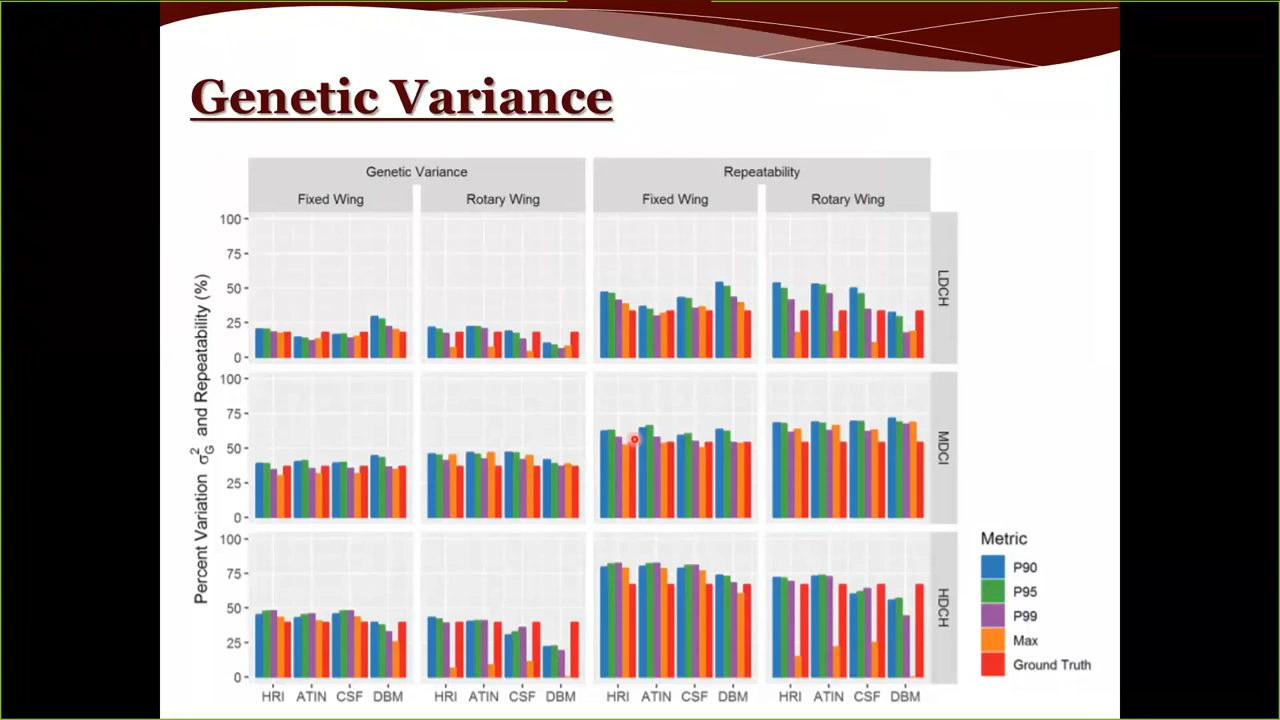 Genetic Variance
Genetic Variance Repeatability
Fixed Wing Rotary Wing Fixed Wing Rotary Wing
Percent Variation σ²G and Repeatability (%)
100
75
50
25
0
LDCH
100
75
50
25
0
MDCI
100
75
50
25
0
HDCH
HRI ATIN CSF DBM HRI ATIN CSF DBM HRI ATIN CSF DBM HRI ATIN CSF DBM
Metric
P90
P95
P99
Max
Ground Truth